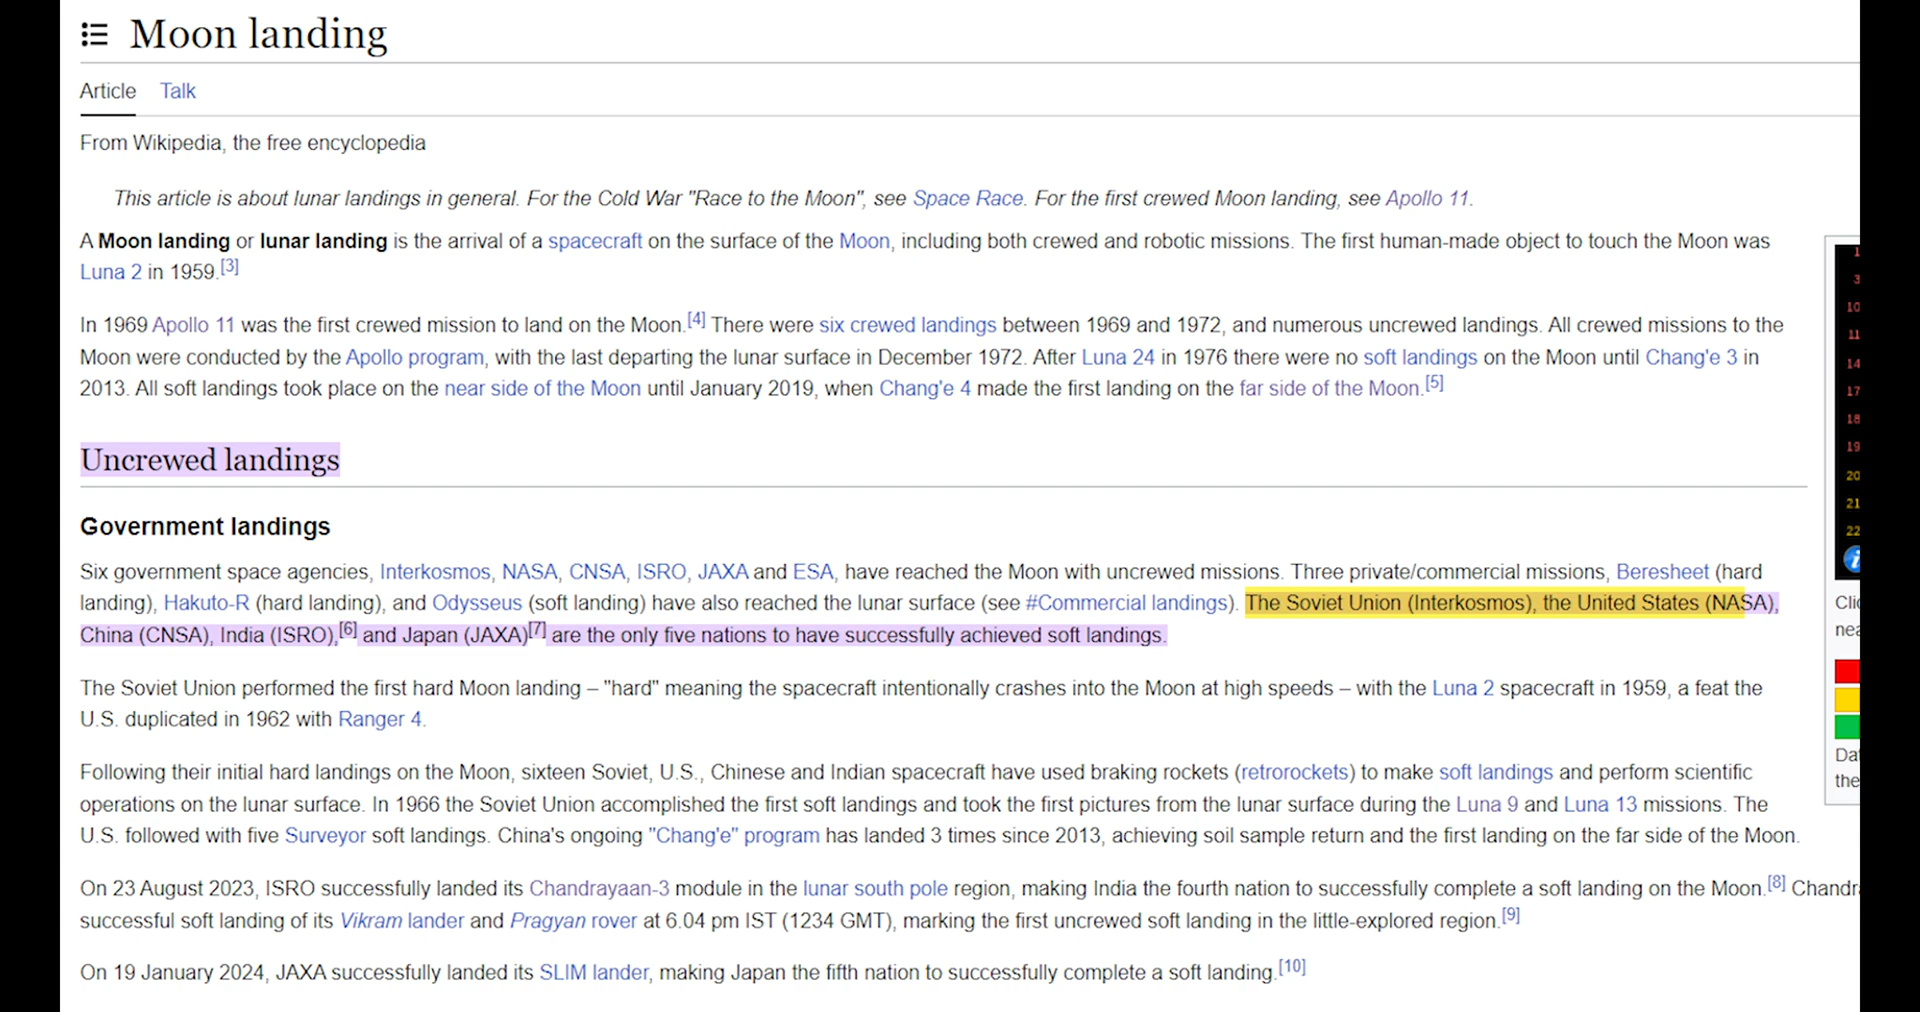 Moon landing
Article Talk
From Wikipedia, the free encyclopedia
This article is about lunar landings in general. For the Cold War "Race to the Moon", see Space Race. For the first crewed Moon landing, see Apollo 11.
A Moon landing or lunar landing is the arrival of a spacecraft on the surface of the Moon, including both crewed and robotic missions. The first human-made object to touch the Moon was
Luna 2 in 1959.[3]
In 1969 Apollo 11 was the first crewed mission to land on the Moon.[4] There were six crewed landings between 1969 and 1972, and numerous uncrewed landings. All crewed missions to the
Moon were conducted by the Apollo program, with the last departing the lunar surface in December 1972. After Luna 24 in 1976 there were no soft landings on the Moon until Chang'e 3 in
2013. All soft landings took place on the near side of the Moon until January 2019, when Chang'e 4 made the first landing on the far side of the Moon.[5]
Uncrewed landings
Government landings
Six government space agencies, Interkosmos, NASA, CNSA, ISRO, JAXA and ESA, have reached the Moon with uncrewed missions. Three private/commercial missions, Beresheet (hard
landing), Hakuto-R (hard landing), and Odysseus (soft landing) have also reached the lunar surface (see #Commercial landings). The Soviet Union (Interkosmos), the United States (NASA),
China (CNSA), India (ISRO),[6] and Japan (JAXA)[7] are the only five nations to have successfully achieved soft landings.
The Soviet Union performed the first hard Moon landing – "hard" meaning the spacecraft intentionally crashes into the Moon at high speeds – with the Luna 2 spacecraft in 1959, a feat the
U.S. duplicated in 1962 with Ranger 4.
Following their initial hard landings on the Moon, sixteen Soviet, U.S., Chinese and Indian spacecraft have used braking rockets (retrorockets) to make soft landings and perform scientific
operations on the lunar surface. In 1966 the Soviet Union accomplished the first soft landings and took the first pictures from the lunar surface during the Luna 9 and Luna 13 missions. The
U.S. followed with five Surveyor soft landings. China's ongoing "Chang'e" program has landed 3 times since 2013, achieving soil sample return and the first landing on the far side of the Moon.
On 23 August 2023, ISRO successfully landed its Chandrayaan-3 module in the lunar south pole region, making India the fourth nation to successfully complete a soft landing on the Moon.[8] Chandr
successful soft landing of its Vikram lander and Pragyan rover at 6.04 pm IST (1234 GMT), marking the first uncrewed soft landing in the little-explored region.[9]
On 19 January 2024, JAXA successfully landed its SLIM lander, making Japan the fifth nation to successfully complete a soft landing.[10]
10
11
14
17
18
19
20
21
22
i
Clic
nea
Dat
the